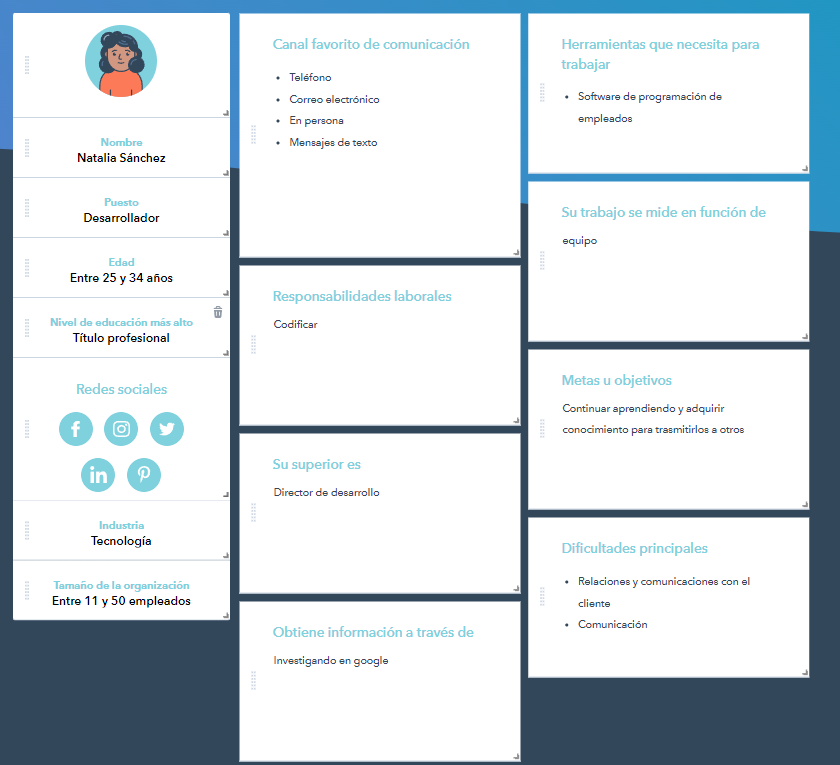 Nombre
Natalia Sánchez
Puesto
Desarrollador
Edad
Entre 25 y 34 años
Nivel de educación más alto
Título profesional
Redes sociales
Industria
Tecnología
Tamaño de la organización
Entre 11 y 50 empleados
Canal favorito de comunicación
• Teléfono
• Correo electrónico
• En persona
• Mensajes de texto
Responsabilidades laborales
Codificar
Su superior es
Director de desarrollo
Obtiene información a través de
Investigando en google
Herramientas que necesita para
trabajar
• Software de programación de
empleados
Su trabajo se mide en función de
equipo
Metas u objetivos
Continuar aprendiendo y adquirir
conocimiento para trasmitirlos a otros
Dificultades principales
• Relaciones y comunicaciones con el
cliente
• Comunicación